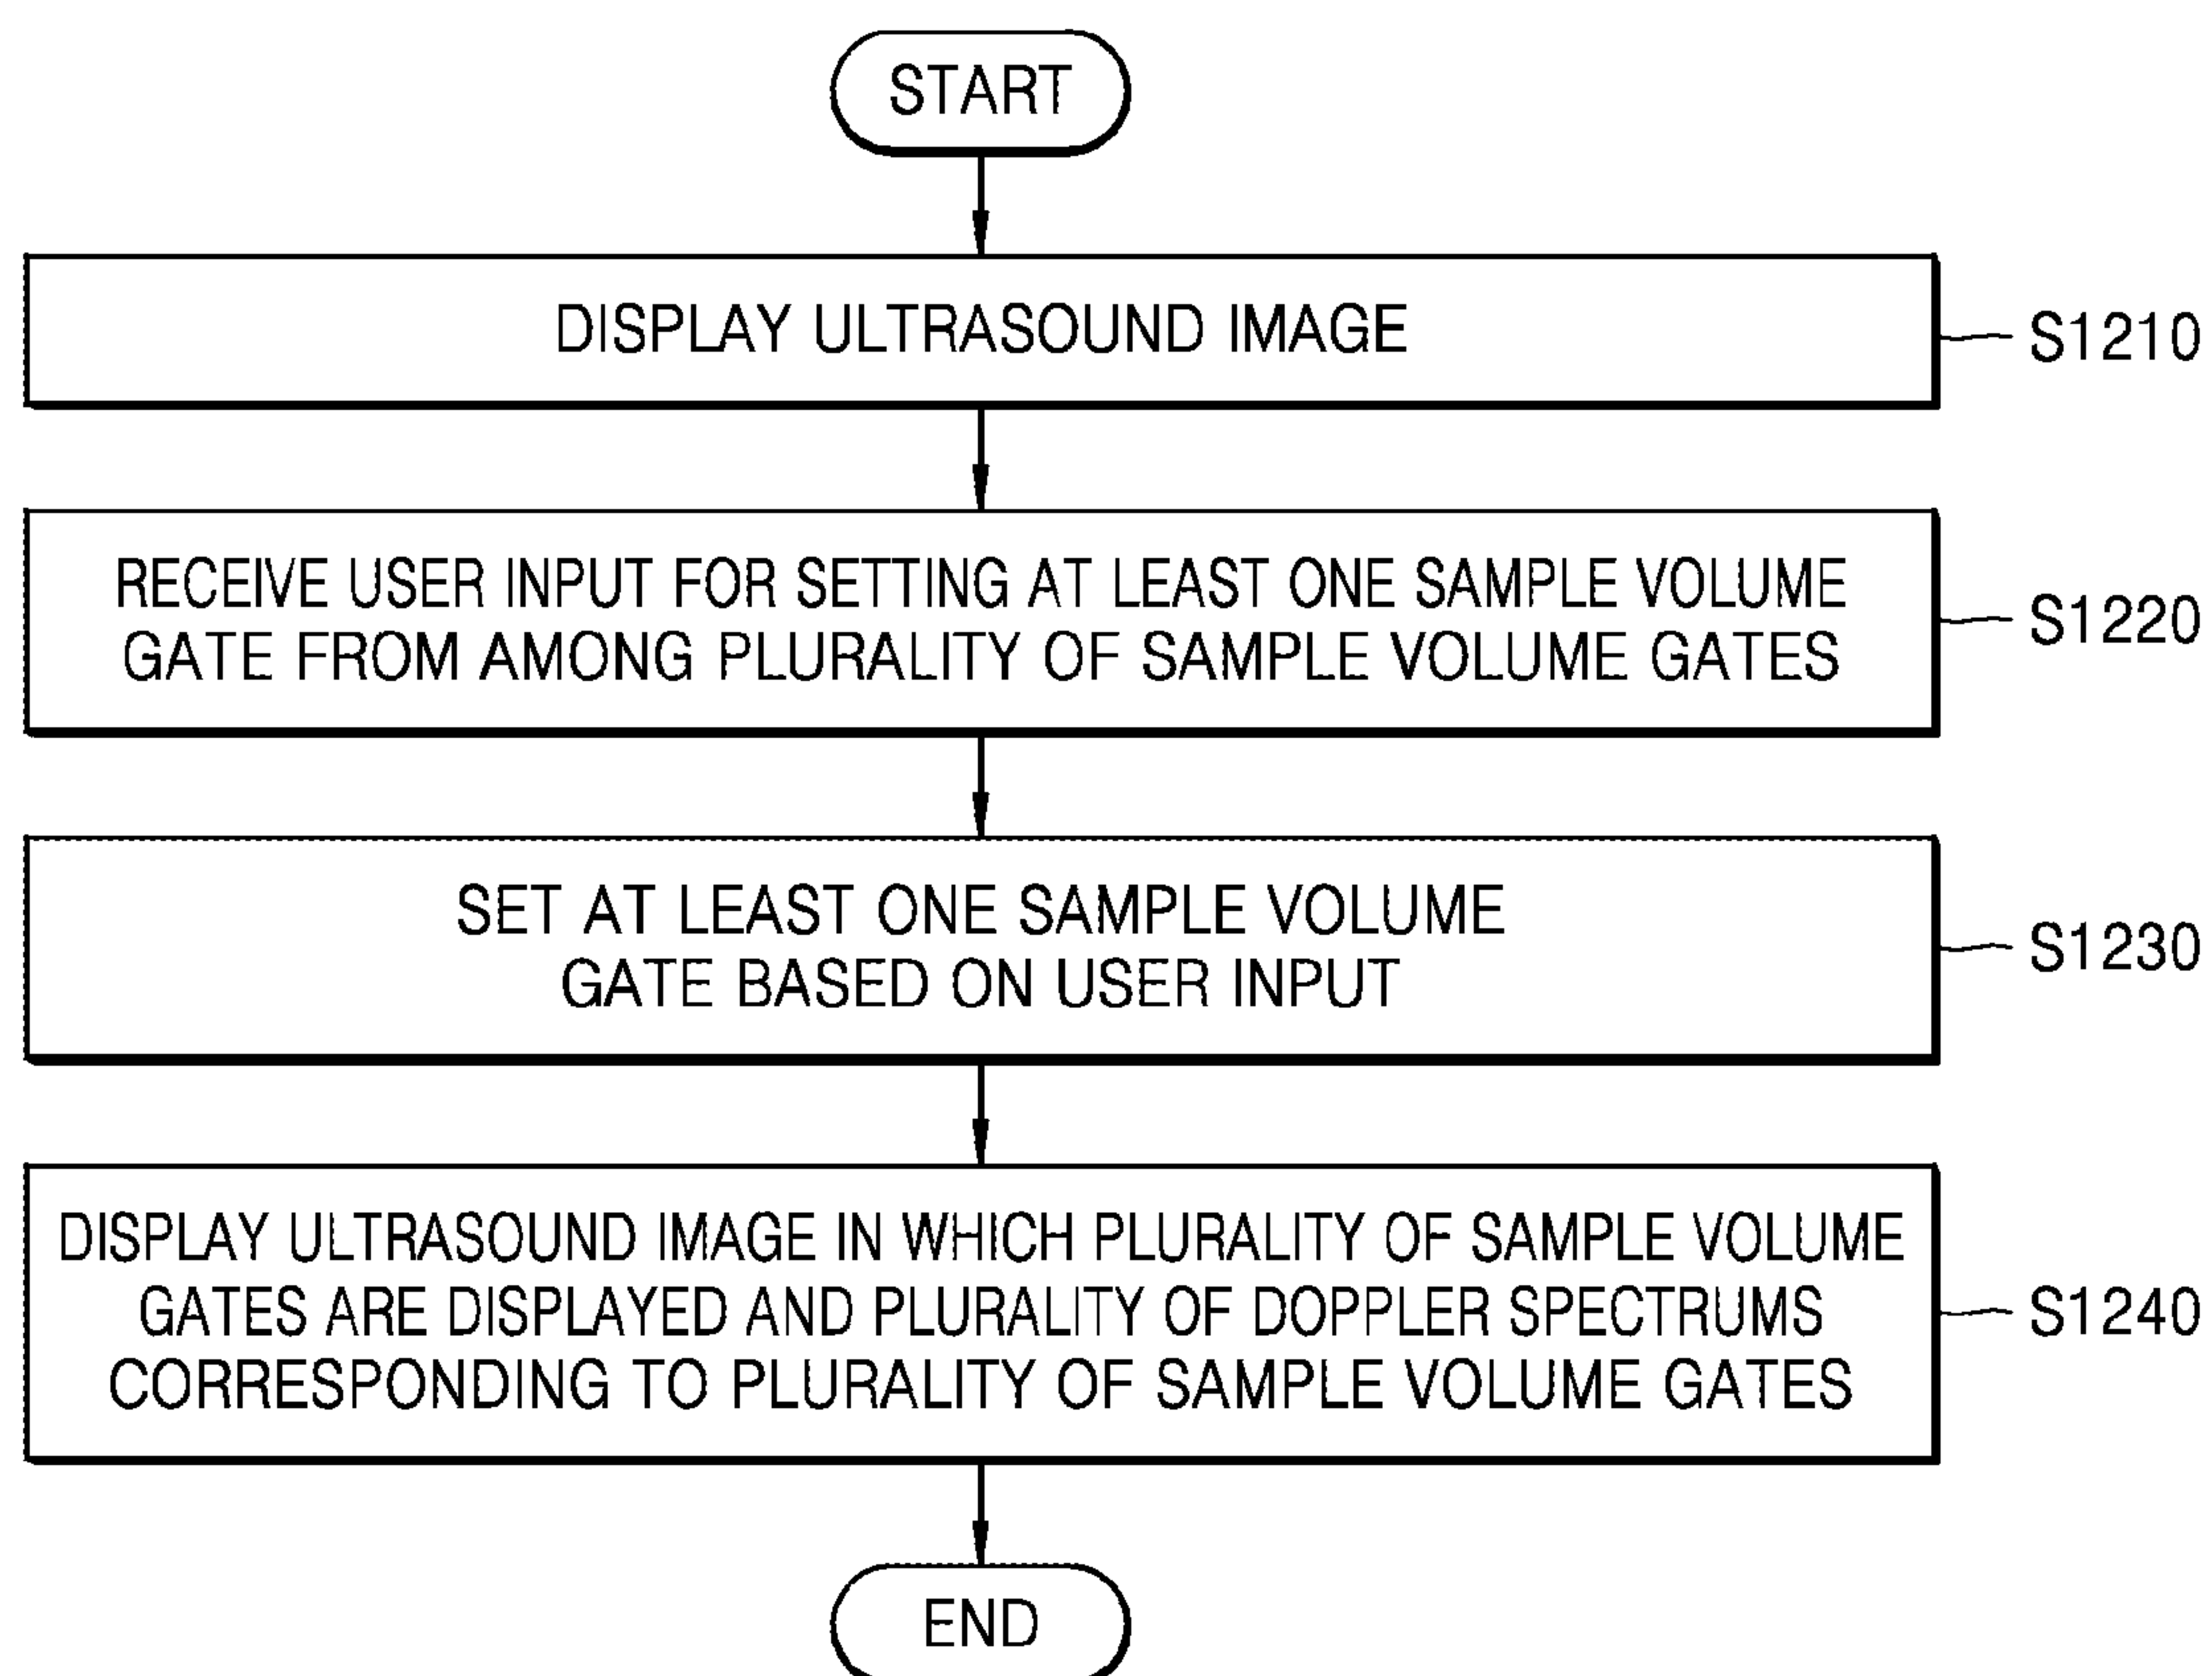 START
DISPLAY ULTRASOUND IMAGE
S1210
RECEIVE USER INPUT FOR SETTING AT LEAST ONE SAMPLE VOLUME
GATE FROM AMONG PLURALITY OF SAMPLE VOLUME GATES
S1220
SET AT LEAST ONE SAMPLE VOLUME
GATE BASED ON USER INPUT
S1230
DISPLAY ULTRASOUND IMAGE IN WHICH PLURALITY OF SAMPLE VOLUME
GATES ARE DISPLAYED AND PLURALITY OF DOPPLER SPECTRUMS
CORRESPONDING TO PLURALITY OF SAMPLE VOLUME GATES
S1240
END